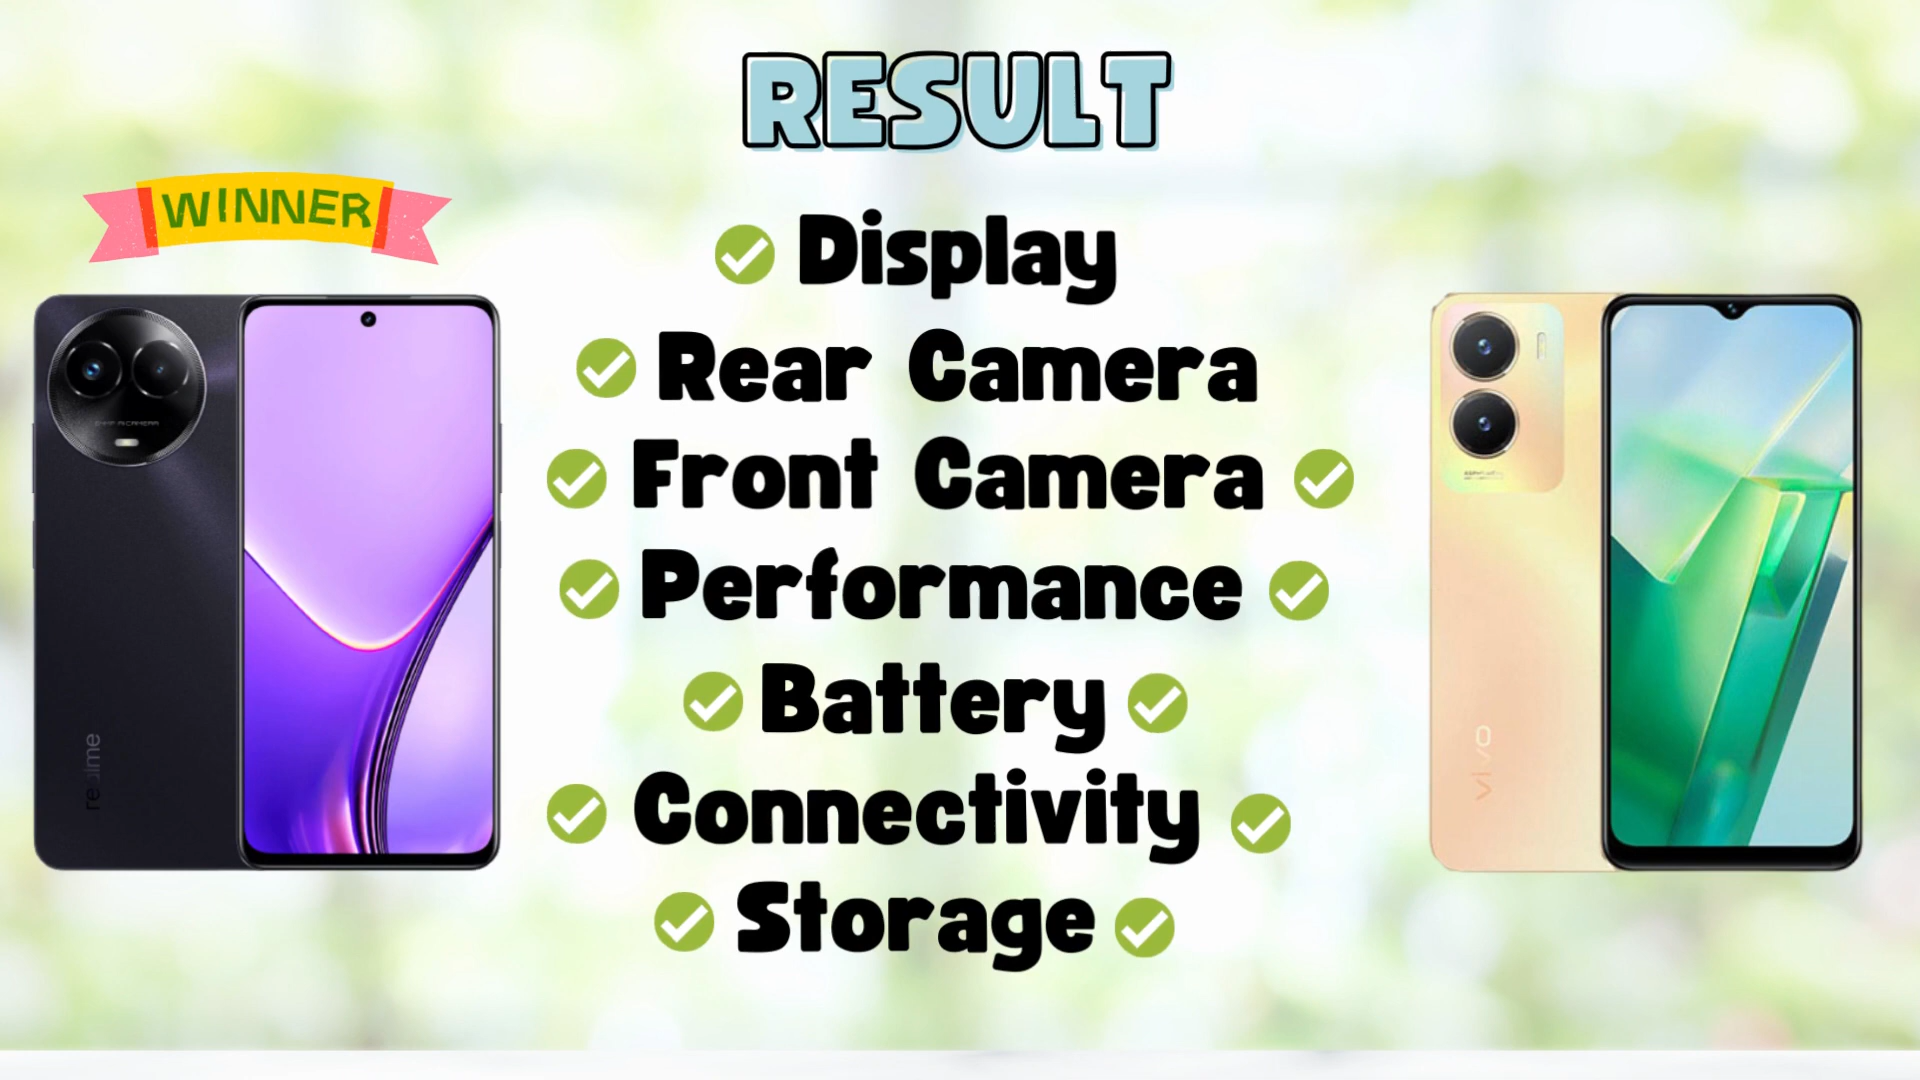 RESULT
WINNER
Display
Rear Camera
Front Camera
Performance
Battery
Connectivity
Storage
realme
vivo